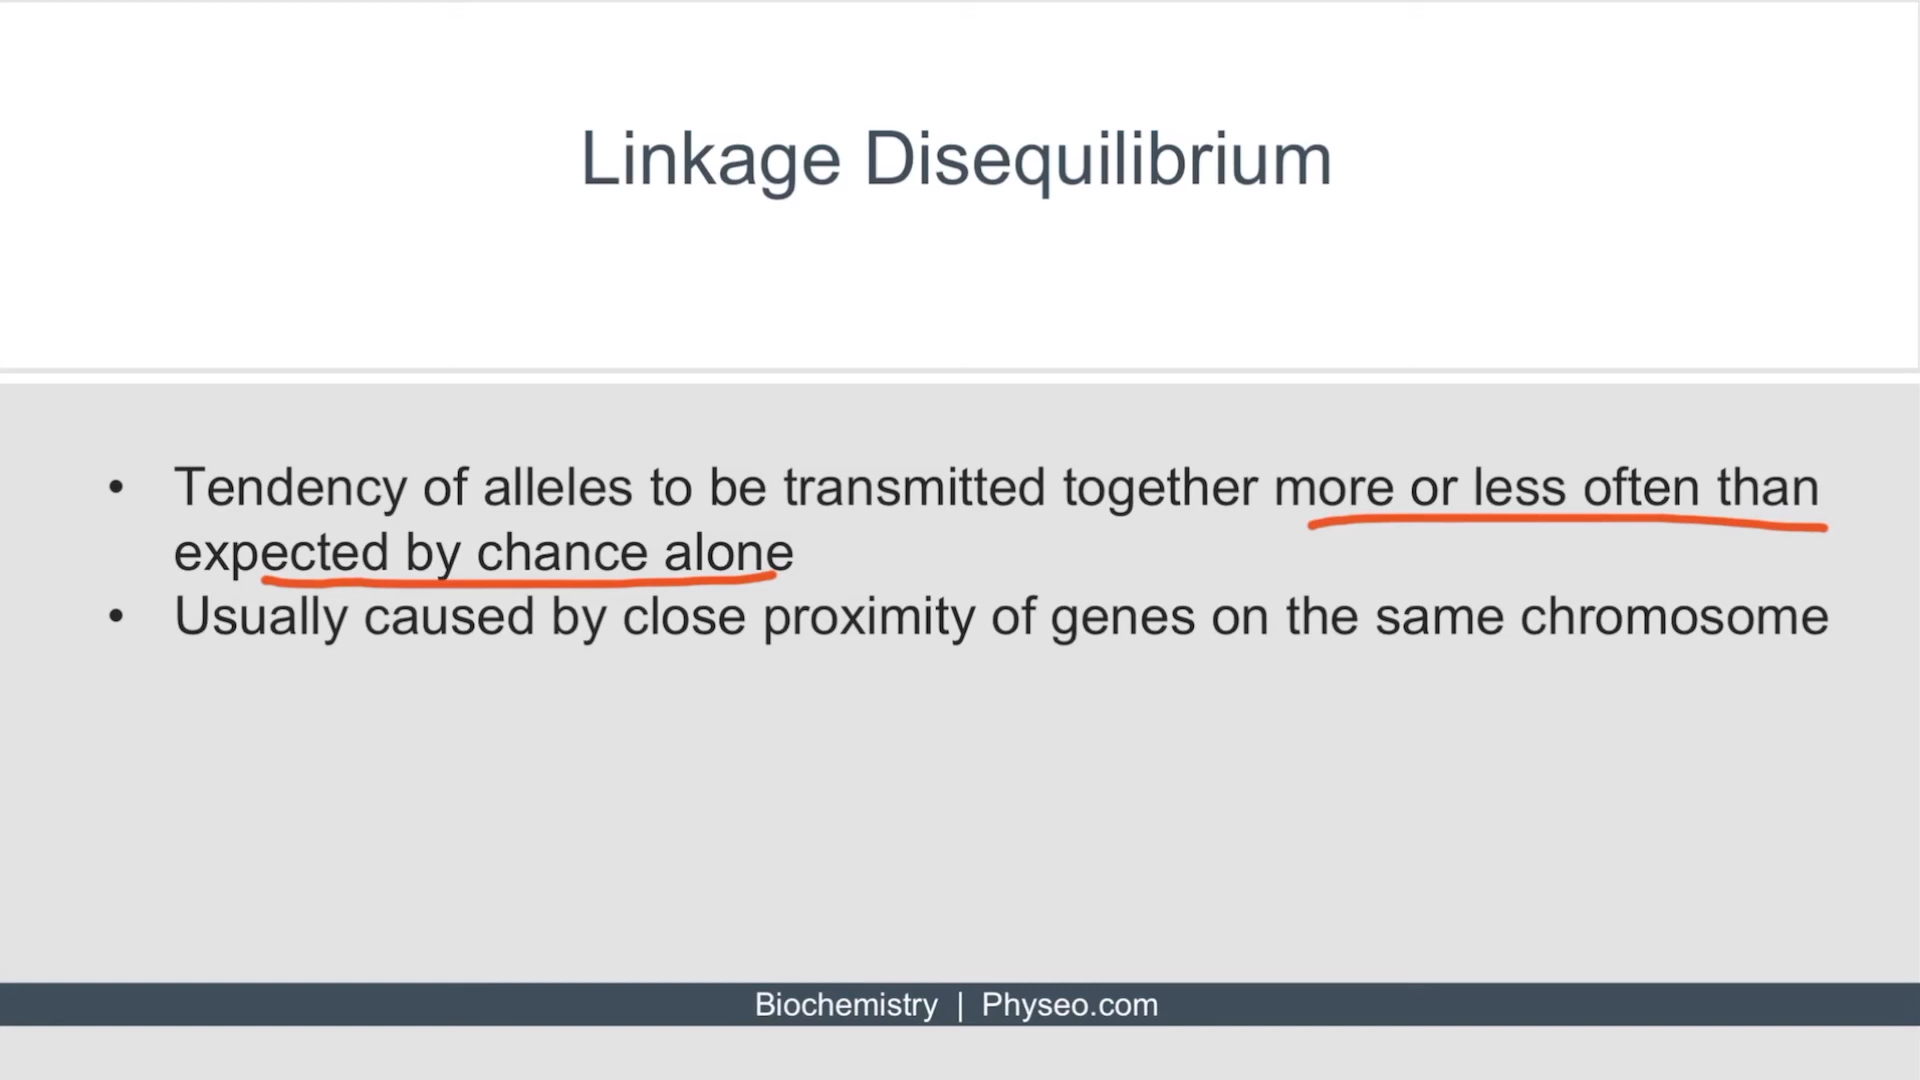 Linkage Disequilibrium
• Tendency of alleles to be transmitted together more or less often than
expected by chance alone
• Usually caused by close proximity of genes on the same chromosome
Biochemistry | Physeo.com